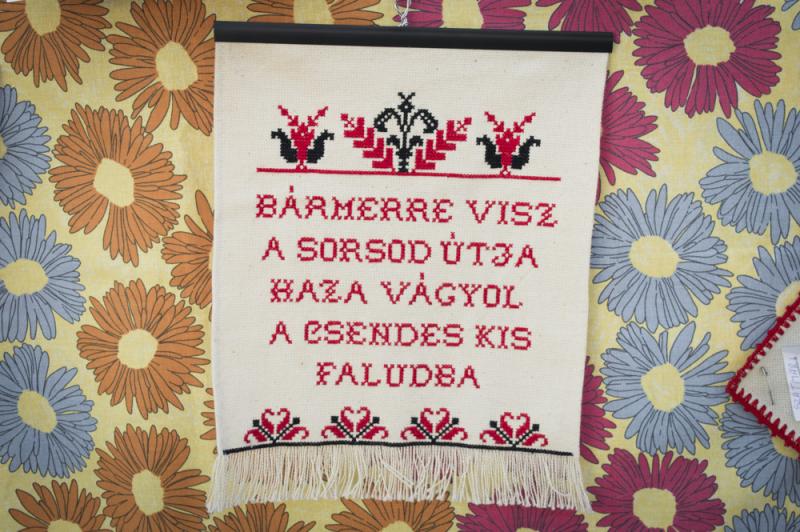 BÁRMERRE VISZ
A SORSOD ÚTJA
HAZA VÁGYOL
A CSENDES KIS
FALUDBA